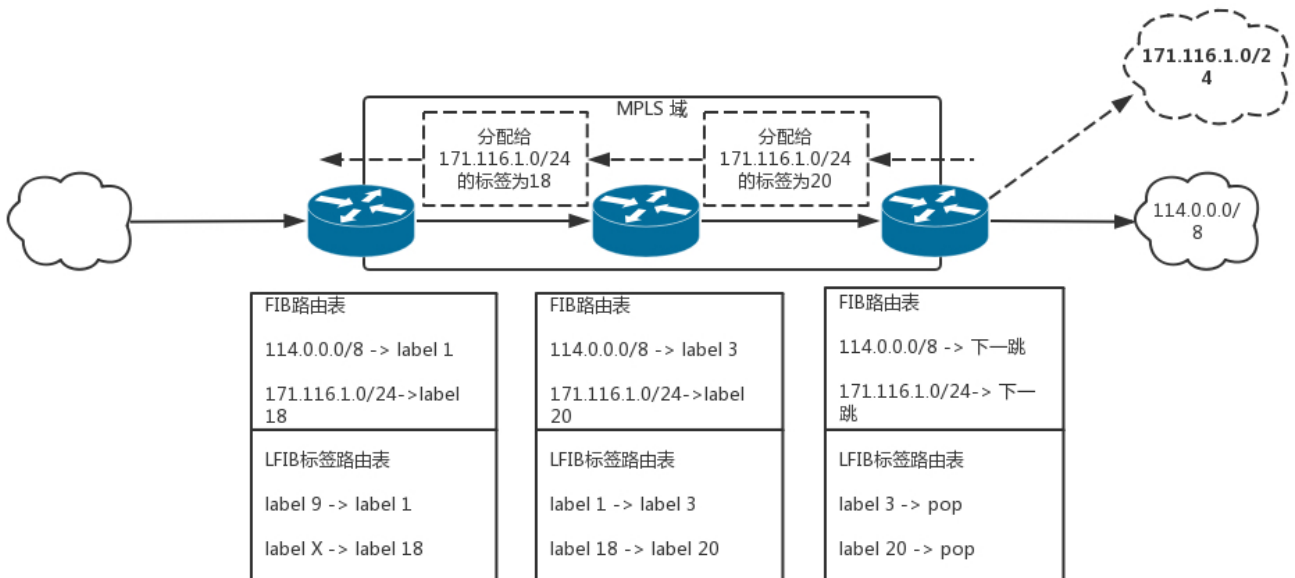 171.116.1.0/2
4
MPLS 域
分配给
171.116.1.0/24
的标签为18
分配给
171.116.1.0/24
的标签为20
114.0.0.0/
8
FIB路由表
114.0.0.0/8 -> label 1
171.116.1.0/24->label
18
LFIB标签路由表
label 9 -> label 1
label X -> label 18
FIB路由表
114.0.0.0/8 -> label 3
171.116.1.0/24->label
20
LFIB标签路由表
label 1 -> label 3
label 18 -> label 20
FIB路由表
114.0.0.0/8 -> 下一跳
171.116.1.0/24-> 下一
跳
LFIB标签路由表
label 3 -> pop
label 20 -> pop